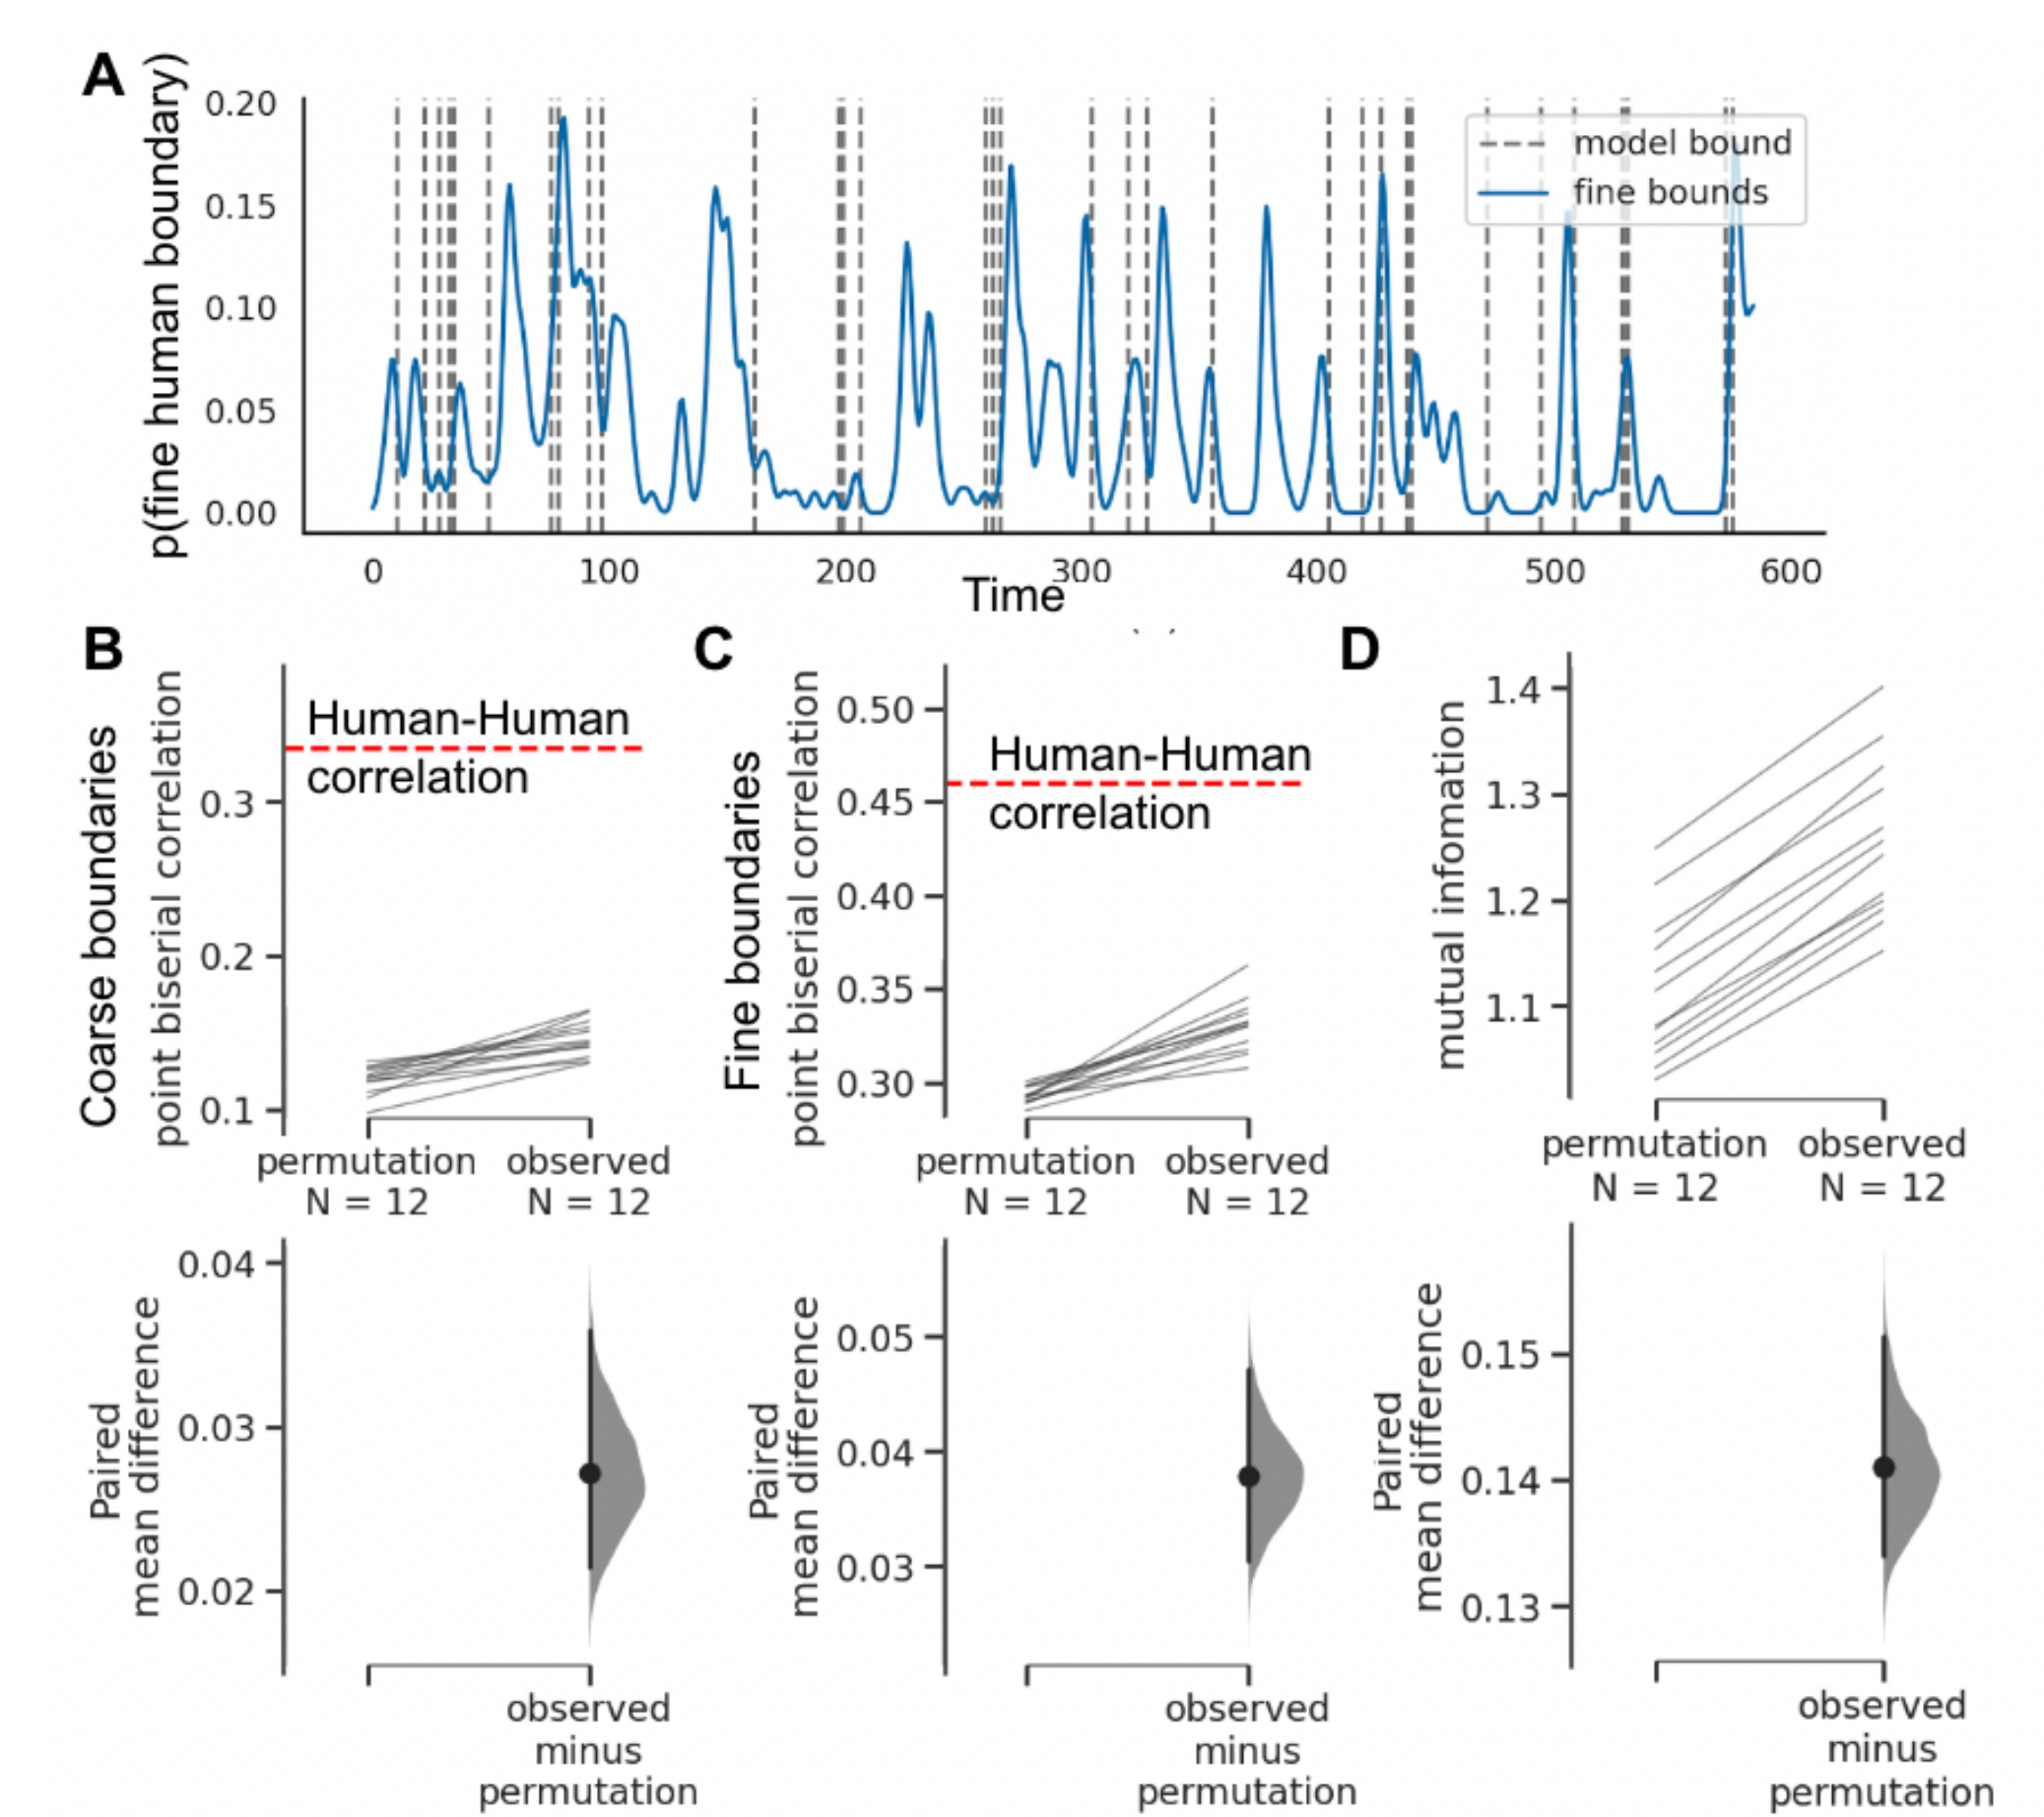 A
p(fine human boundary)
0.20
0.15
0.10
0.05
0.00
model bound
fine bounds
0 100 200 300 400 500 600
Time
B
Coarse boundaries
point biserial correlation
0.3
0.2
0.1
Human-Human
correlation
permutation observed
N = 12 N = 12
C
Fine boundaries
point biserial correlation
0.50
0.45
0.40
0.35
0.30
Human-Human
correlation
permutation observed
N = 12 N = 12
D
mutual infomation
1.4
1.3
1.2
1.1
permutation observed
N = 12 N = 12
Paired
mean difference
0.04
0.03
0.02
observed
minus
permutation
Paired
mean difference
0.05
0.04
0.03
observed
minus
permutation
Paired
mean difference
0.15
0.14
0.13
observed
minus
permutation